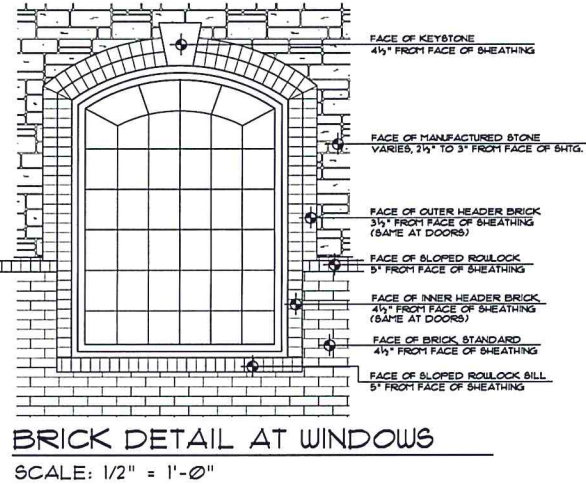 FACE OF KEYSTONE
4½" FROM FACE OF SHEATHING
FACE OF MANUFACTURED STONE
VARIES, 2½" TO 3" FROM FACE OF SHTG.
FACE OF OUTER HEADER BRICK
3½" FROM FACE OF SHEATHING
(SAME AT DOORS)
FACE OF SLOPED ROWLOCK
5" FROM FACE OF SHEATHING
FACE OF INNER HEADER BRICK,
4½" FROM FACE OF SHEATHING
(SAME AT DOORS)
FACE OF BRICK, STANDARD
4½" FROM FACE OF SHEATHING
FACE OF SLOPED ROWLOCK SILL
5" FROM FACE OF SHEATHING
BRICK DETAIL AT WINDOWS
SCALE: 1/2" = 1'-0"